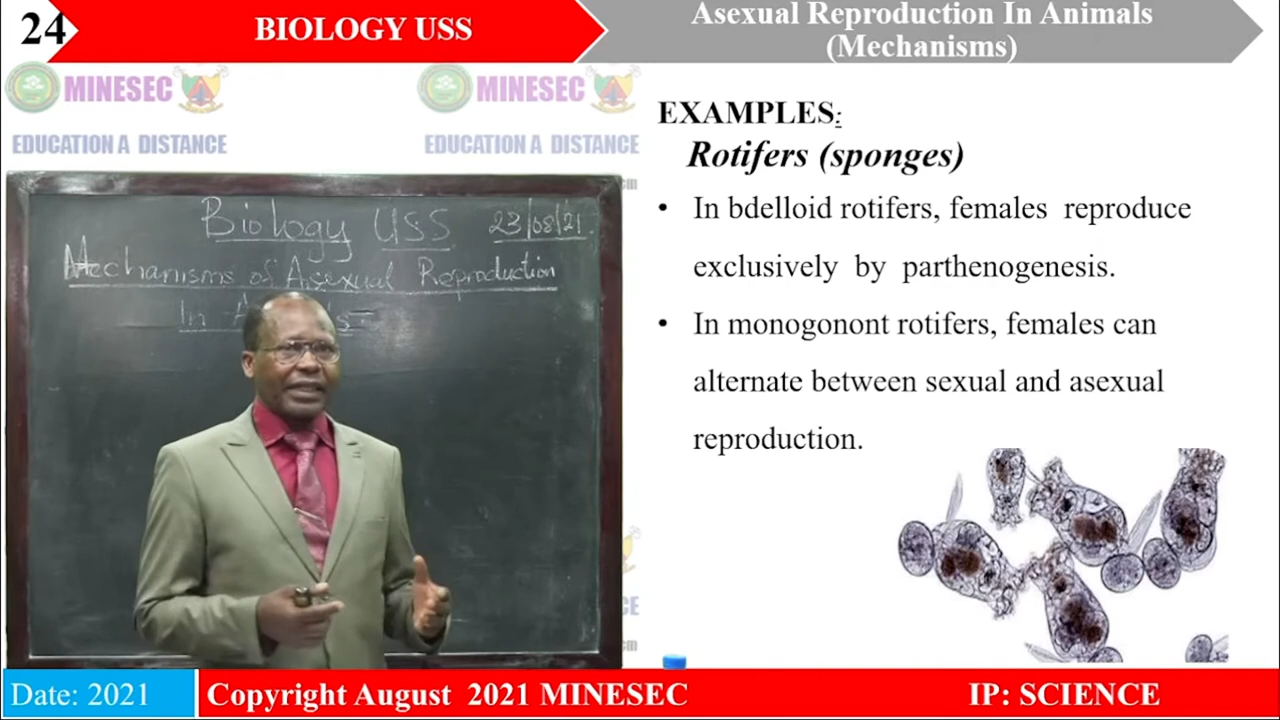 24
BIOLOGY USS
Asexual Reproduction In Animals
(Mechanisms)
MINESEC
MINESEC
EDUCATION A DISTANCE
EDUCATION A DISTANCE
Biology USS 23/08/21.
Mechanisms of Asexual Reproduction
In
EXAMPLES:
Rotifers (sponges)
• In bdelloid rotifers, females reproduce
exclusively by parthenogenesis.
• In monogonont rotifers, females can
alternate between sexual and asexual
reproduction.
Date: 2021
Copyright August 2021 MINESEC
IP: SCIENCE